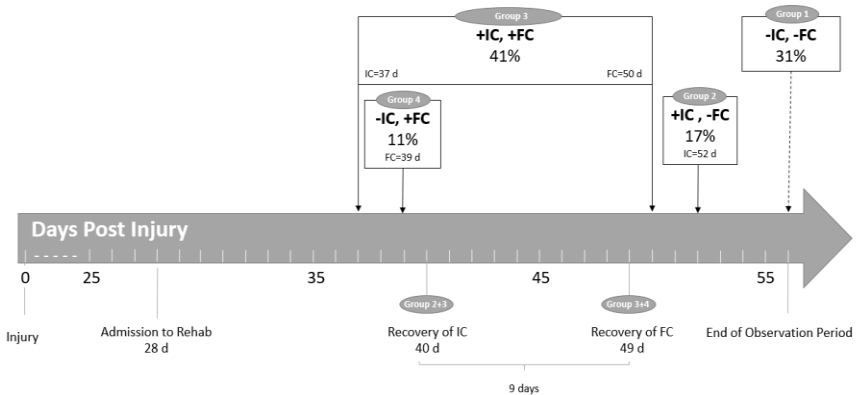 Group 3
+IC, +FC
41%
IC=37 d
FC=50 d
Group 1
-IC, -FC
31%
Group 4
-IC, +FC
11%
FC=39 d
Group 2
+IC , -FC
17%
IC=52 d
Days Post Injury
0 25 35 45 55
Group 2+3
Group 3+4
Injury
Admission to Rehab
28 d
Recovery of IC
40 d
Recovery of FC
49 d
End of Observation Period
9 days